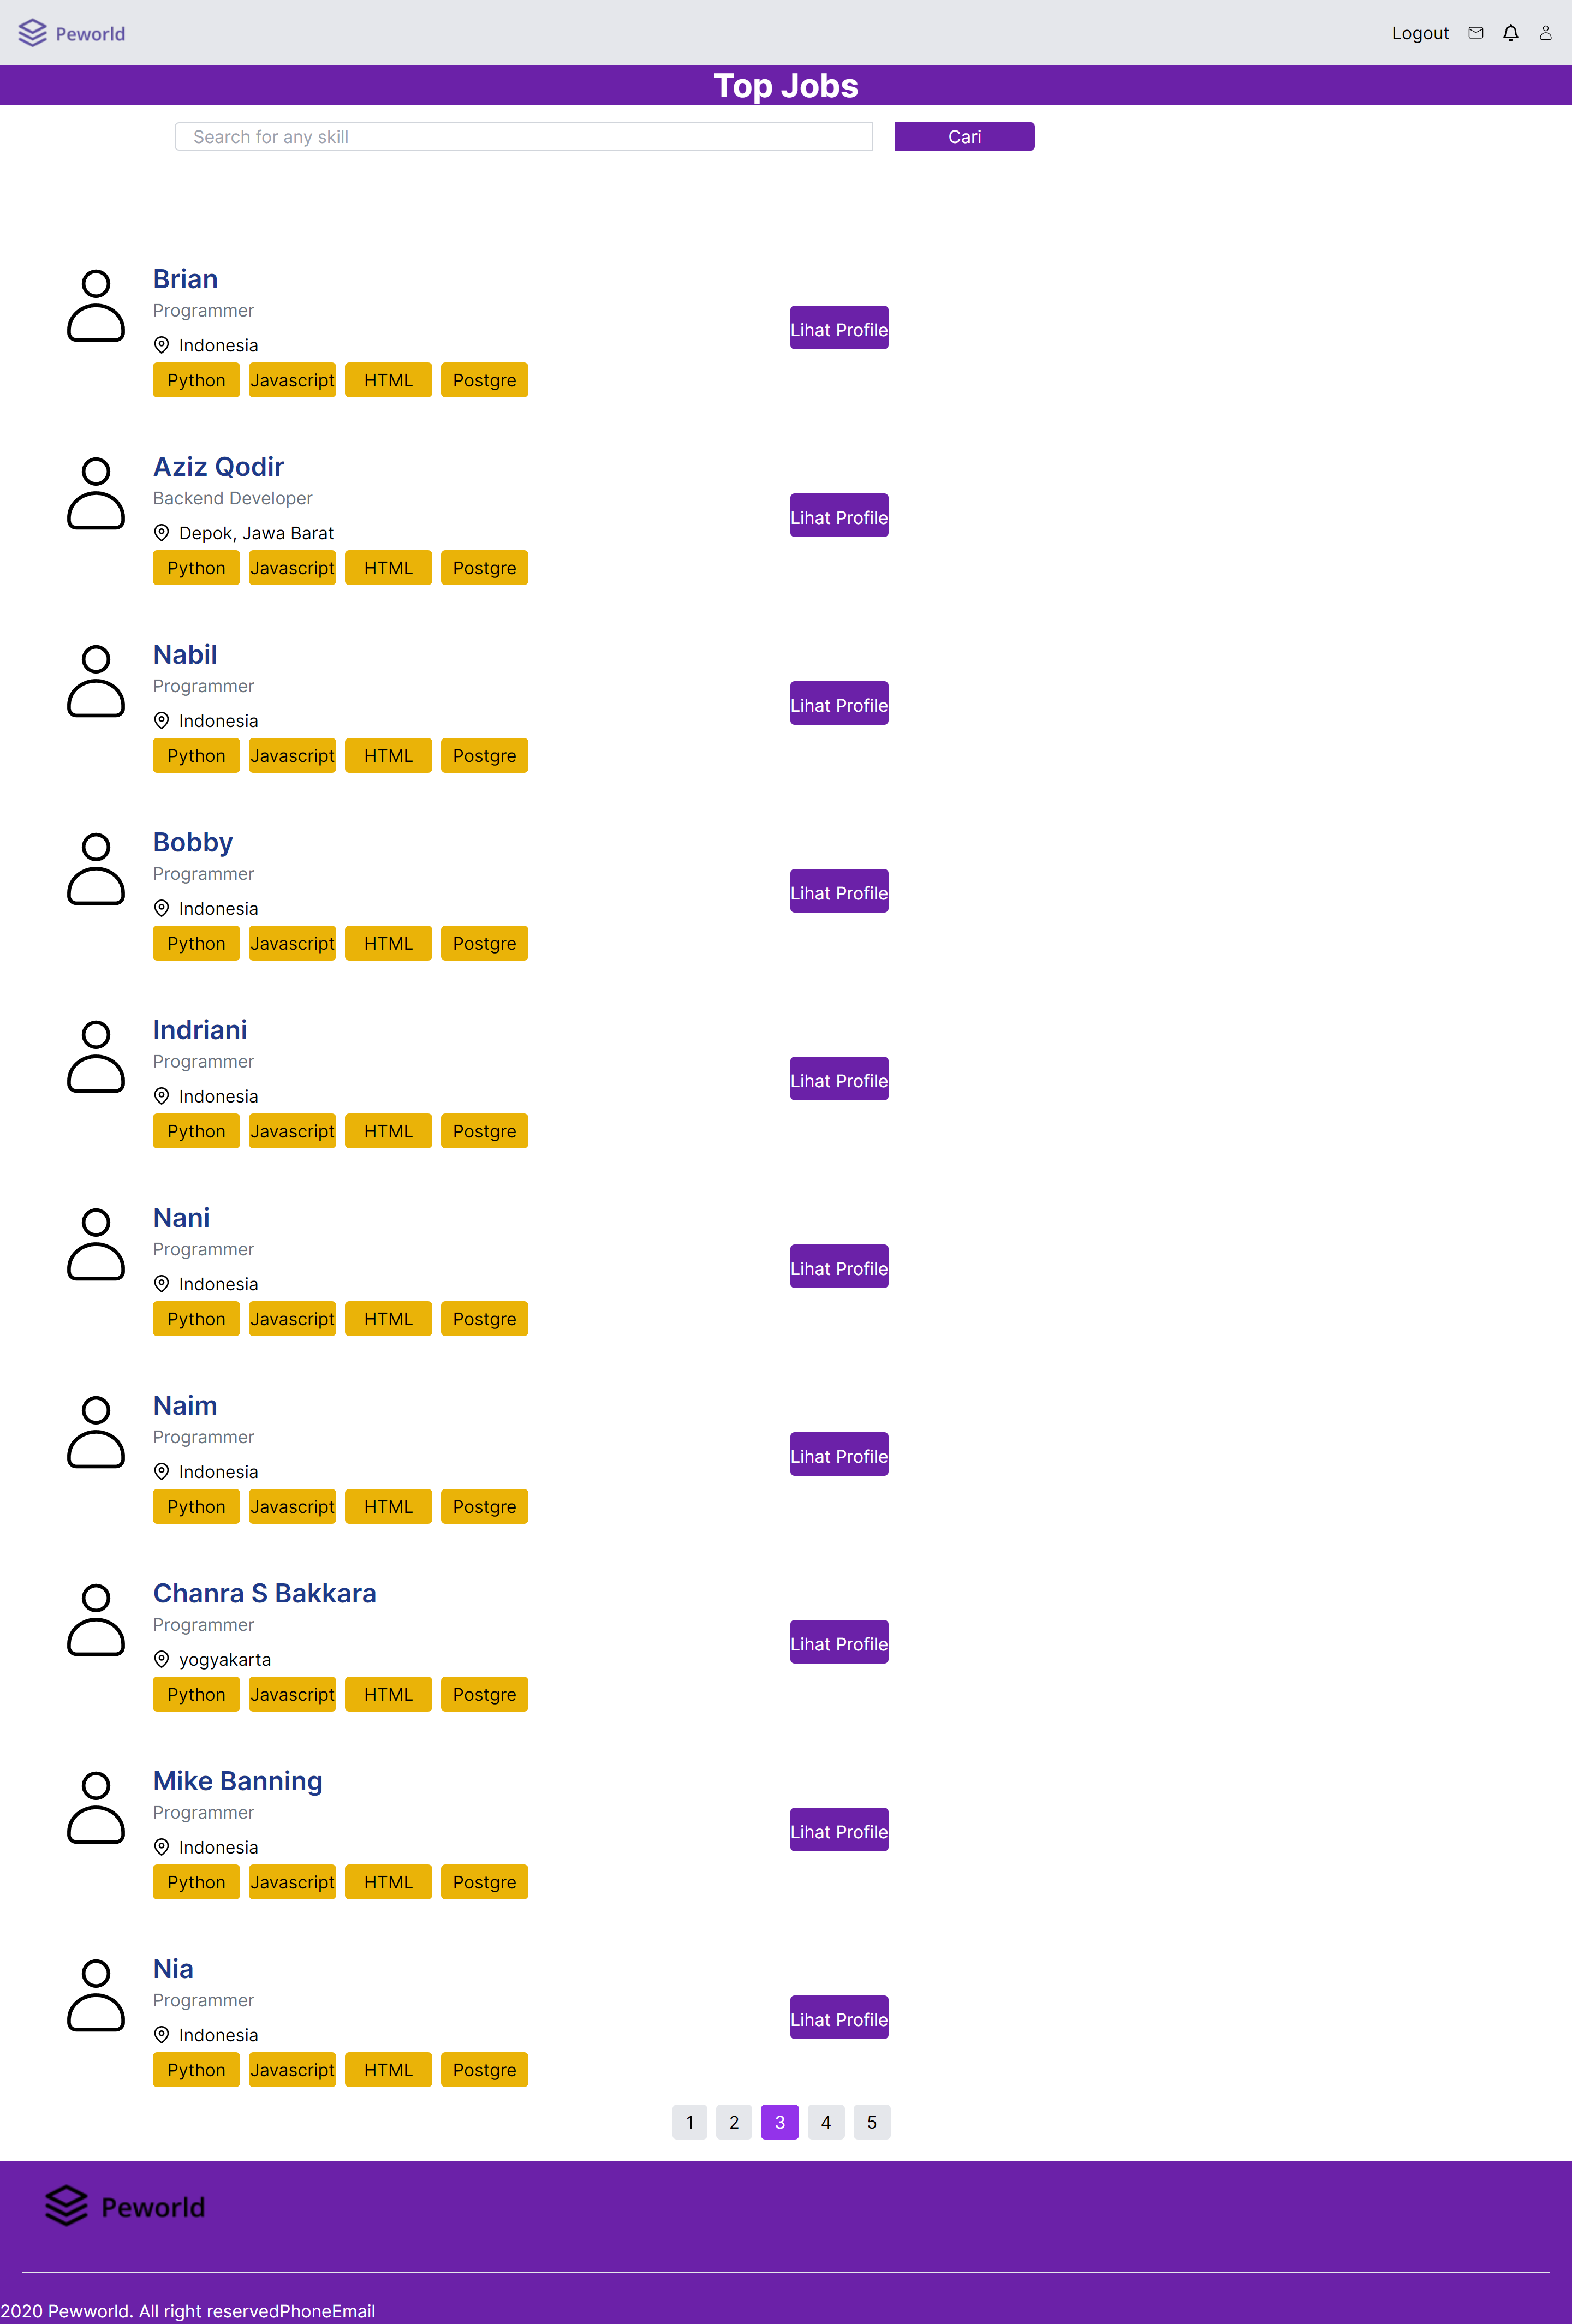 Peworld Logout
Top Jobs
Search for any skill Cari
Brian
Programmer
Lihat Profile
Indonesia
Python Javascript HTML Postgre
Aziz Qodir
Backend Developer
Lihat Profile
Depok, Jawa Barat
Python Javascript HTML Postgre
Nabil
Programmer
Lihat Profile
Indonesia
Python Javascript HTML Postgre
Bobby
Programmer
Lihat Profile
Indonesia
Python Javascript HTML Postgre
Indriani
Programmer
Lihat Profile
Indonesia
Python Javascript HTML Postgre
Nani
Programmer
Lihat Profile
Indonesia
Python Javascript HTML Postgre
Naim
Programmer
Lihat Profile
Indonesia
Python Javascript HTML Postgre
Chanra S Bakkara
Programmer
Lihat Profile
yogyakarta
Python Javascript HTML Postgre
Mike Banning
Programmer
Lihat Profile
Indonesia
Python Javascript HTML Postgre
Nia
Programmer
Lihat Profile
Indonesia
Python Javascript HTML Postgre
1 2 3 4 5
Peworld
2020 Pewworld. All right reservedPhoneEmail